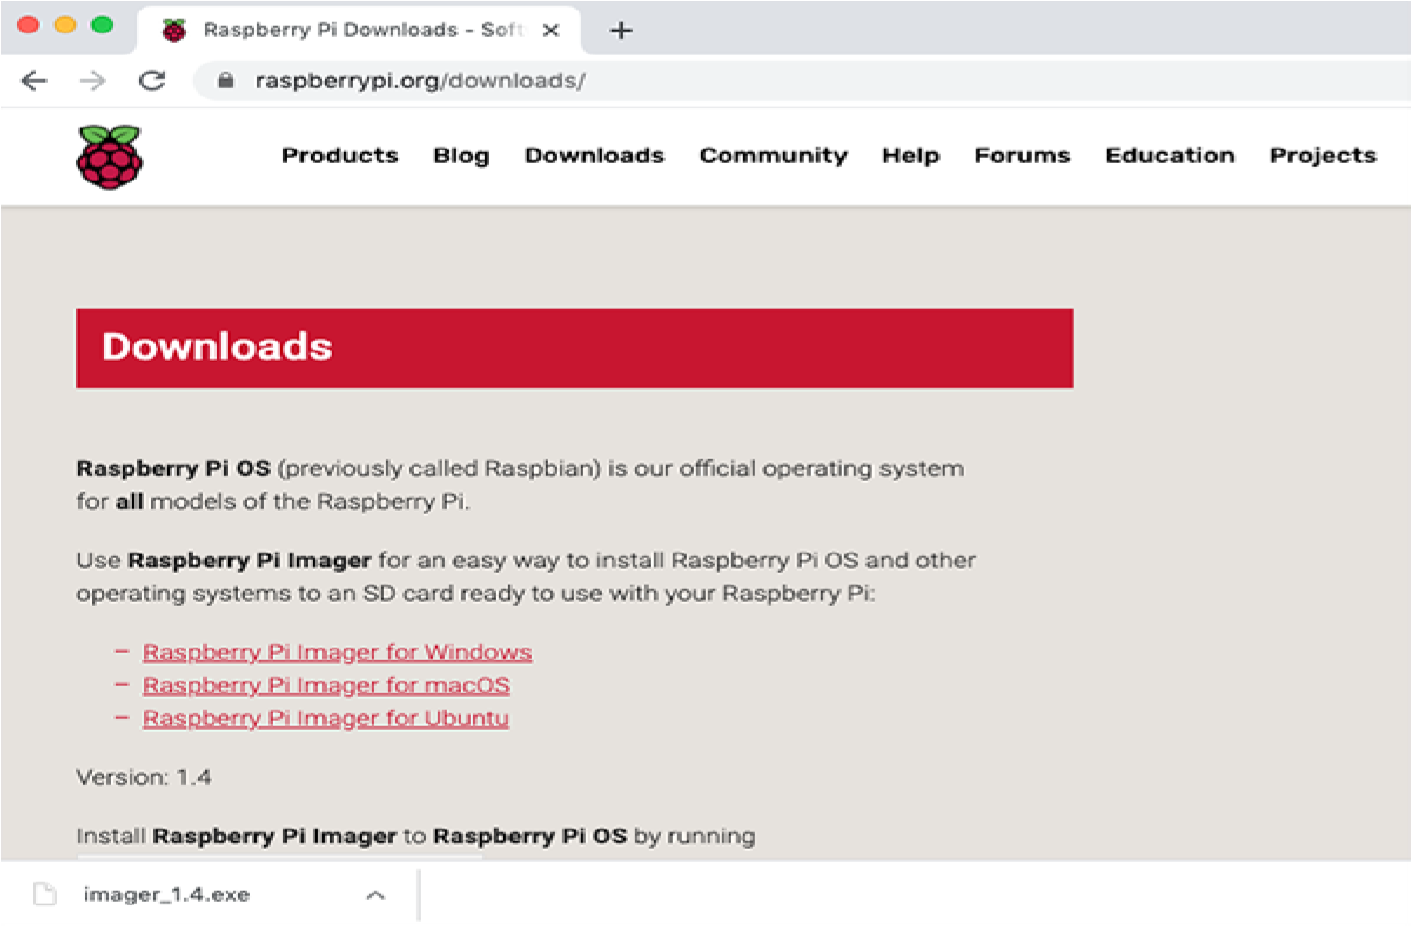 Raspberry Pi Downloads - Soft
raspberrypi.org/downloads/
Products Blog Downloads Community Help Forums Education Projects
Downloads
Raspberry Pi OS (previously called Raspbian) is our official operating system
for all models of the Raspberry Pi.
Use Raspberry Pi Imager for an easy way to install Raspberry Pi OS and other
operating systems to an SD card ready to use with your Raspberry Pi:
– Raspberry Pi Imager for Windows
– Raspberry Pi Imager for macOS
– Raspberry Pi Imager for Ubuntu
Version: 1.4
Install Raspberry Pi Imager to Raspberry Pi OS by running
imager_1.4.exe